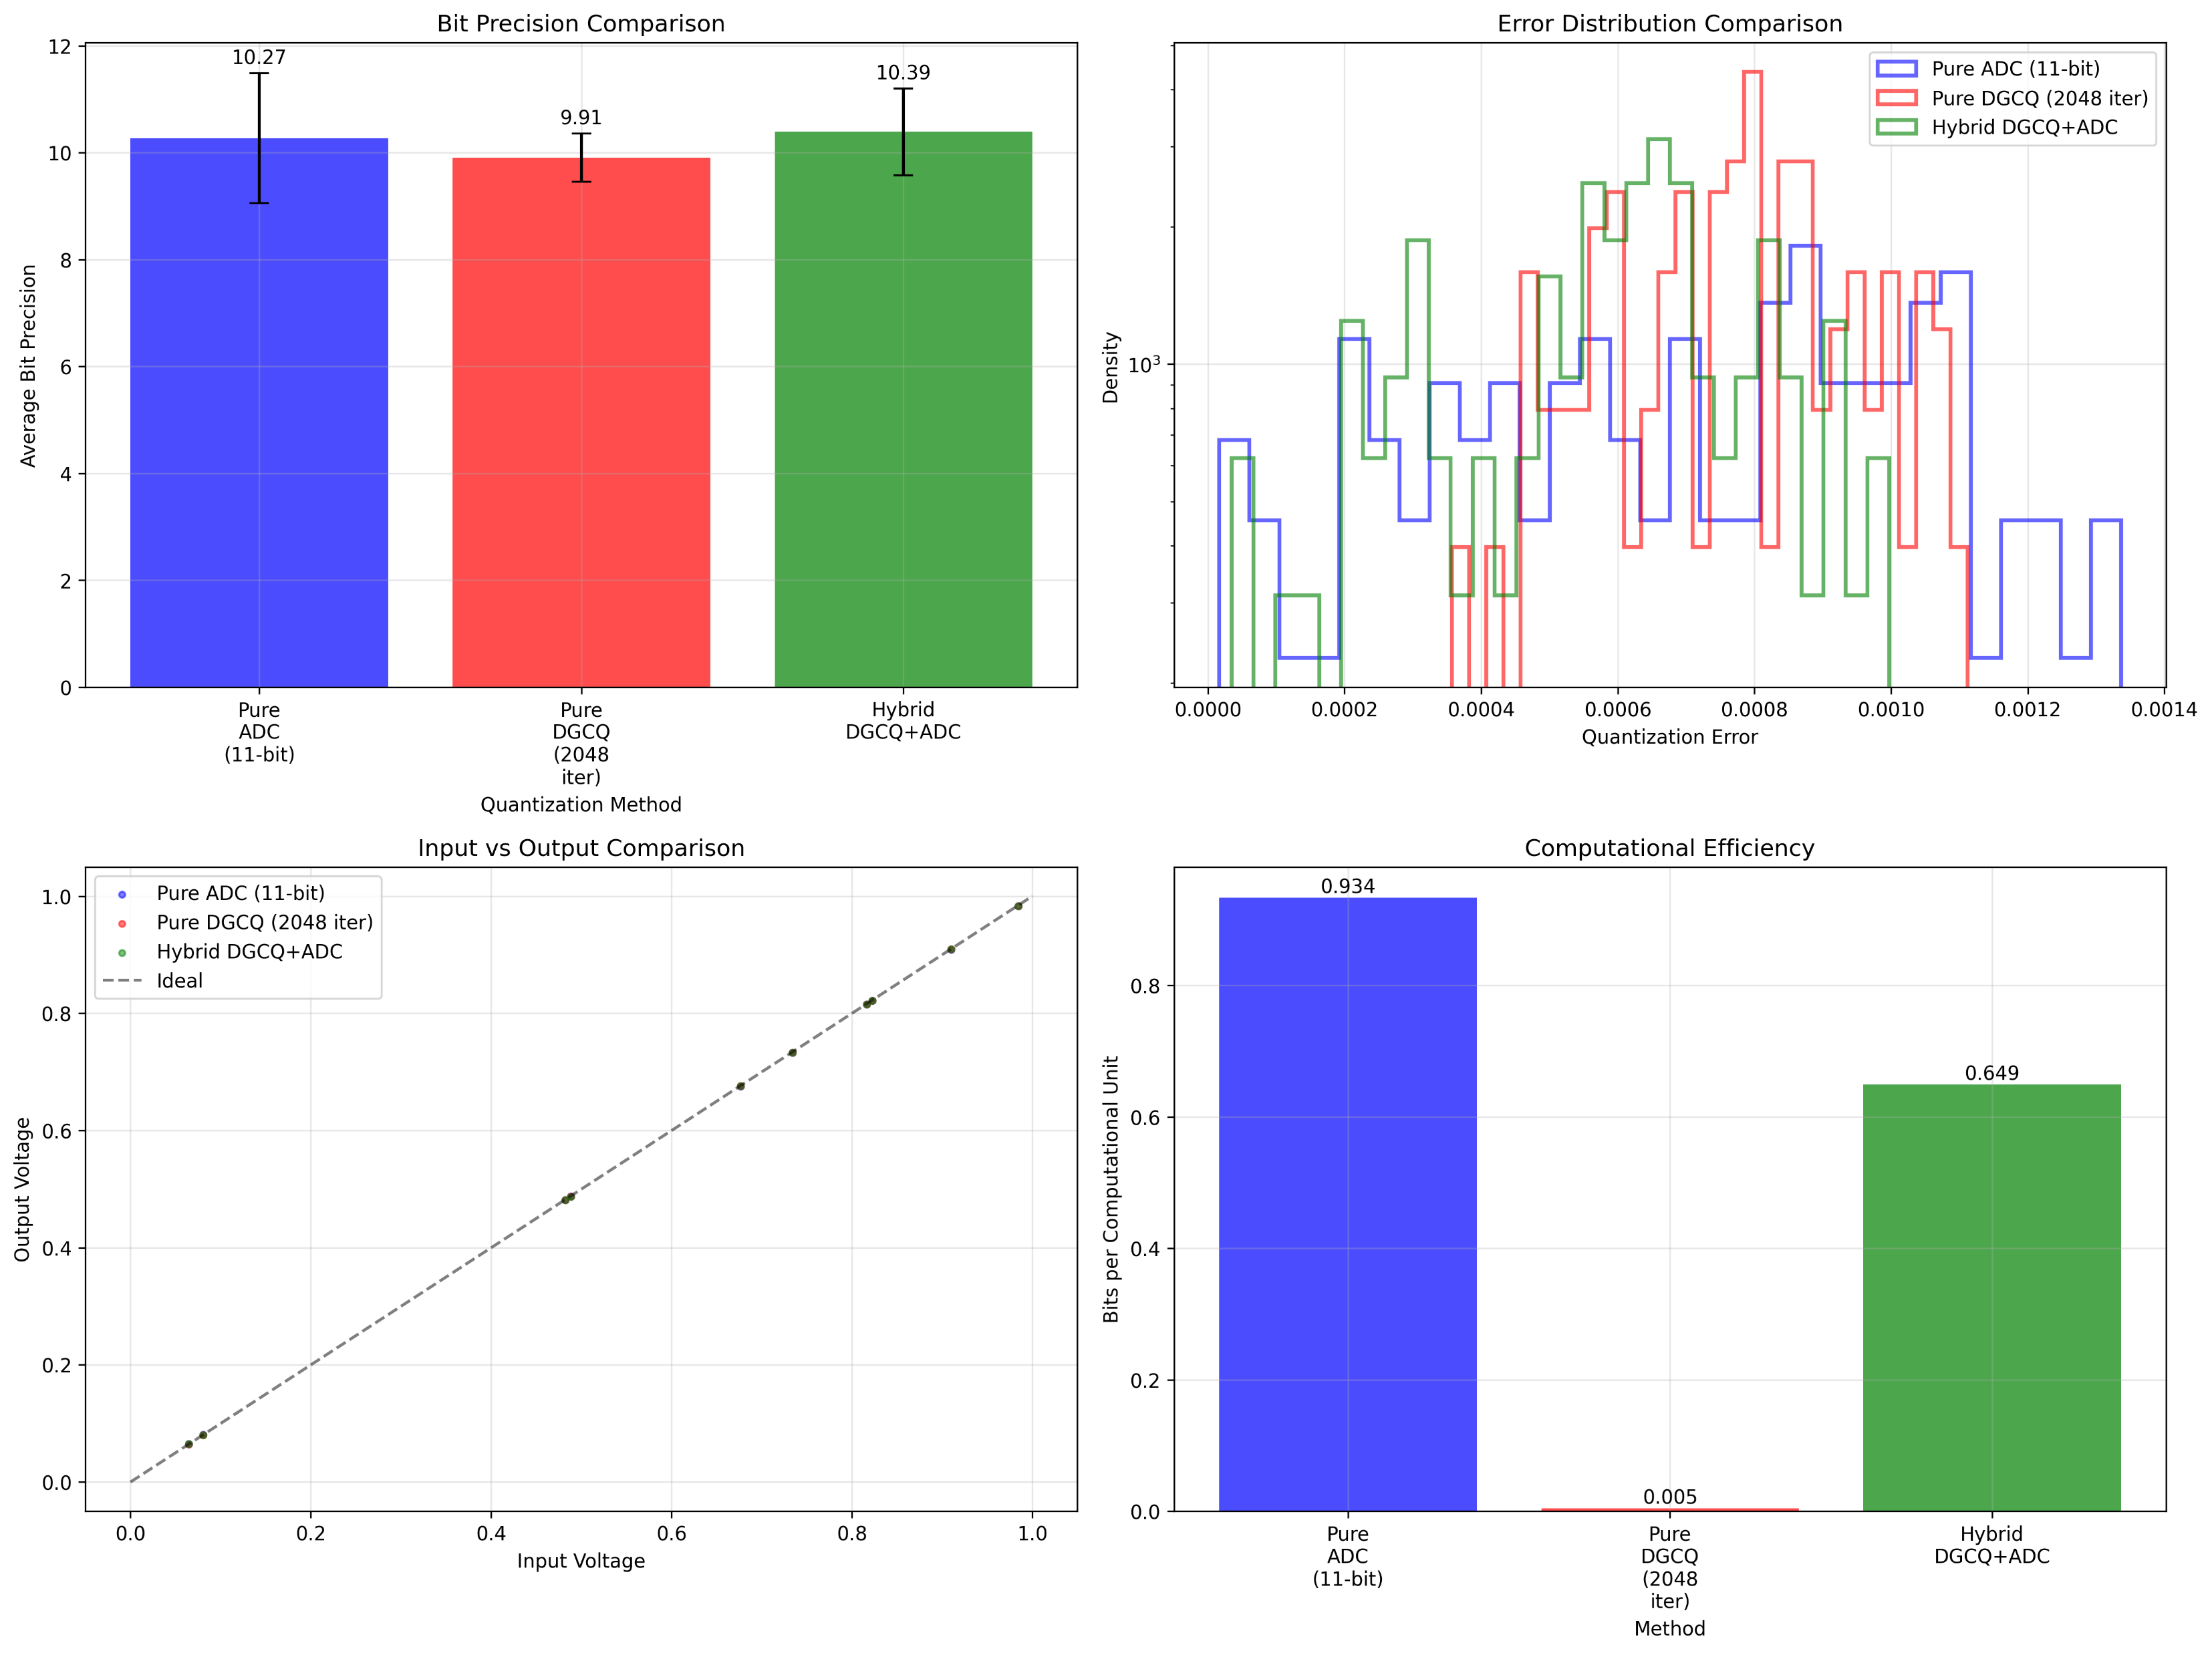 Bit Precision Comparison
12
10
8
6
4
2
0
Average Bit Precision
10.27
9.91
10.39
Pure
ADC
(11-bit)
Pure
DGCQ
(2048
iter)
Hybrid
DGCQ+ADC
Quantization Method
Error Distribution Comparison
Density
10³
Pure ADC (11-bit)
Pure DGCQ (2048 iter)
Hybrid DGCQ+ADC
0.0000 0.0002 0.0004 0.0006 0.0008 0.0010 0.0012 0.0014
Quantization Error
Input vs Output Comparison
Pure ADC (11-bit)
Pure DGCQ (2048 iter)
Hybrid DGCQ+ADC
Ideal
1.0
0.8
0.6
0.4
0.2
0.0
Output Voltage
0.0 0.2 0.4 0.6 0.8 1.0
Input Voltage
Computational Efficiency
0.8
0.6
0.4
0.2
0.0
Bits per Computational Unit
0.934
0.005
0.649
Pure
ADC
(11-bit)
Pure
DGCQ
(2048
iter)
Hybrid
DGCQ+ADC
Method